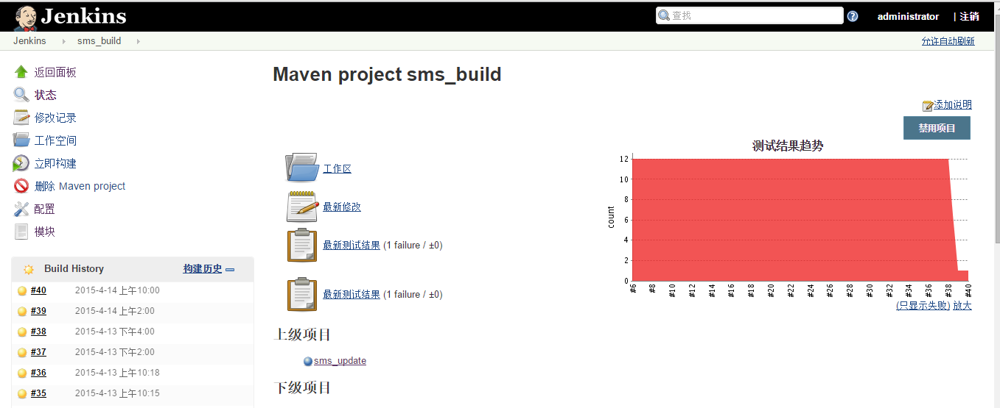 Jenkins
查找
administrator
| 注销
Jenkins
sms_build
允许自动刷新
返回面板
状态
修改记录
工作空间
立即构建
删除 Maven project
配置
模块
Build History
构建历史
#40 2015-4-14 上午10:00
#39 2015-4-14 上午2:00
#38 2015-4-13 下午4:00
#37 2015-4-13 下午2:00
#36 2015-4-13 上午10:18
#35 2015-4-13 上午10:15
Maven project sms_build
添加说明
禁用项目
工作区
最新修改
最新测试结果 (1 failure / ±0)
最新测试结果 (1 failure / ±0)
测试结果趋势
count
12
10
8
6
4
2
0
#6 #8 #10 #12 #14 #16 #18 #20 #22 #24 #26 #28 #30 #32 #34 #36 #38 #40
(只显示失败) 放大
上级项目
sms_update
下级项目